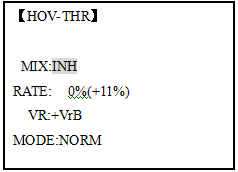 【HOV-THR】
MIX:INH
RATE: 0%(+11%)
VR:+VrB
MODE:NORM